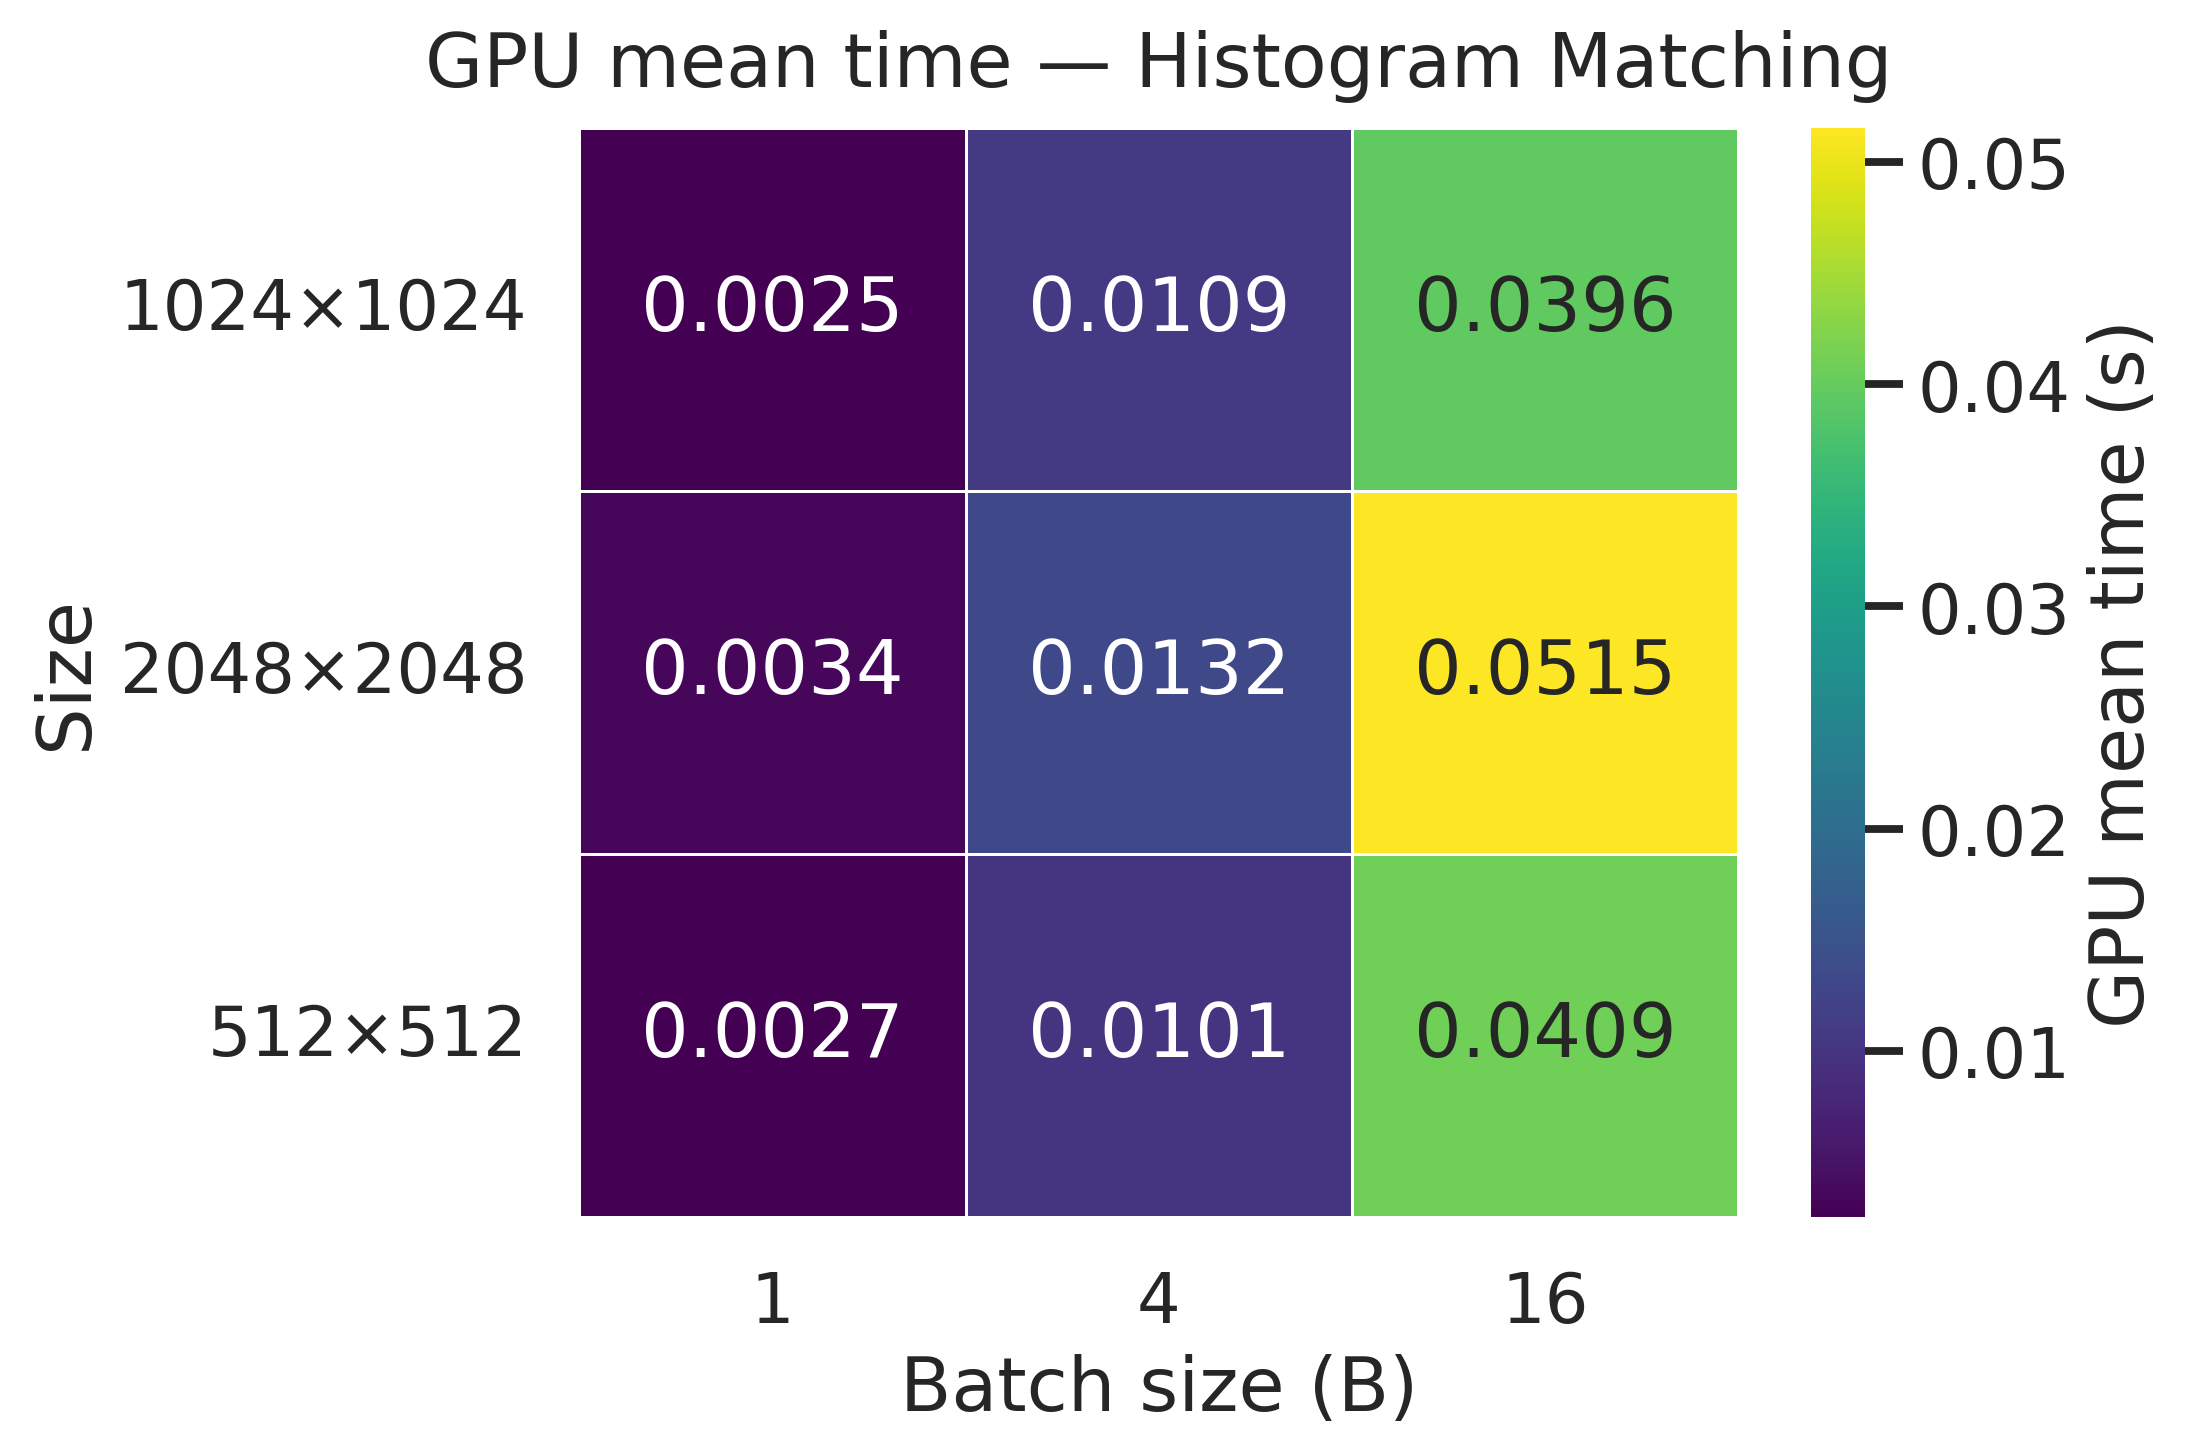 GPU mean time — Histogram Matching
Size
1024×1024 0.0025 0.0109 0.0396
2048×2048 0.0034 0.0132 0.0515
512×512 0.0027 0.0101 0.0409
1 4 16
Batch size (B)
0.05
0.04
0.03
0.02
0.01
GPU mean time (s)